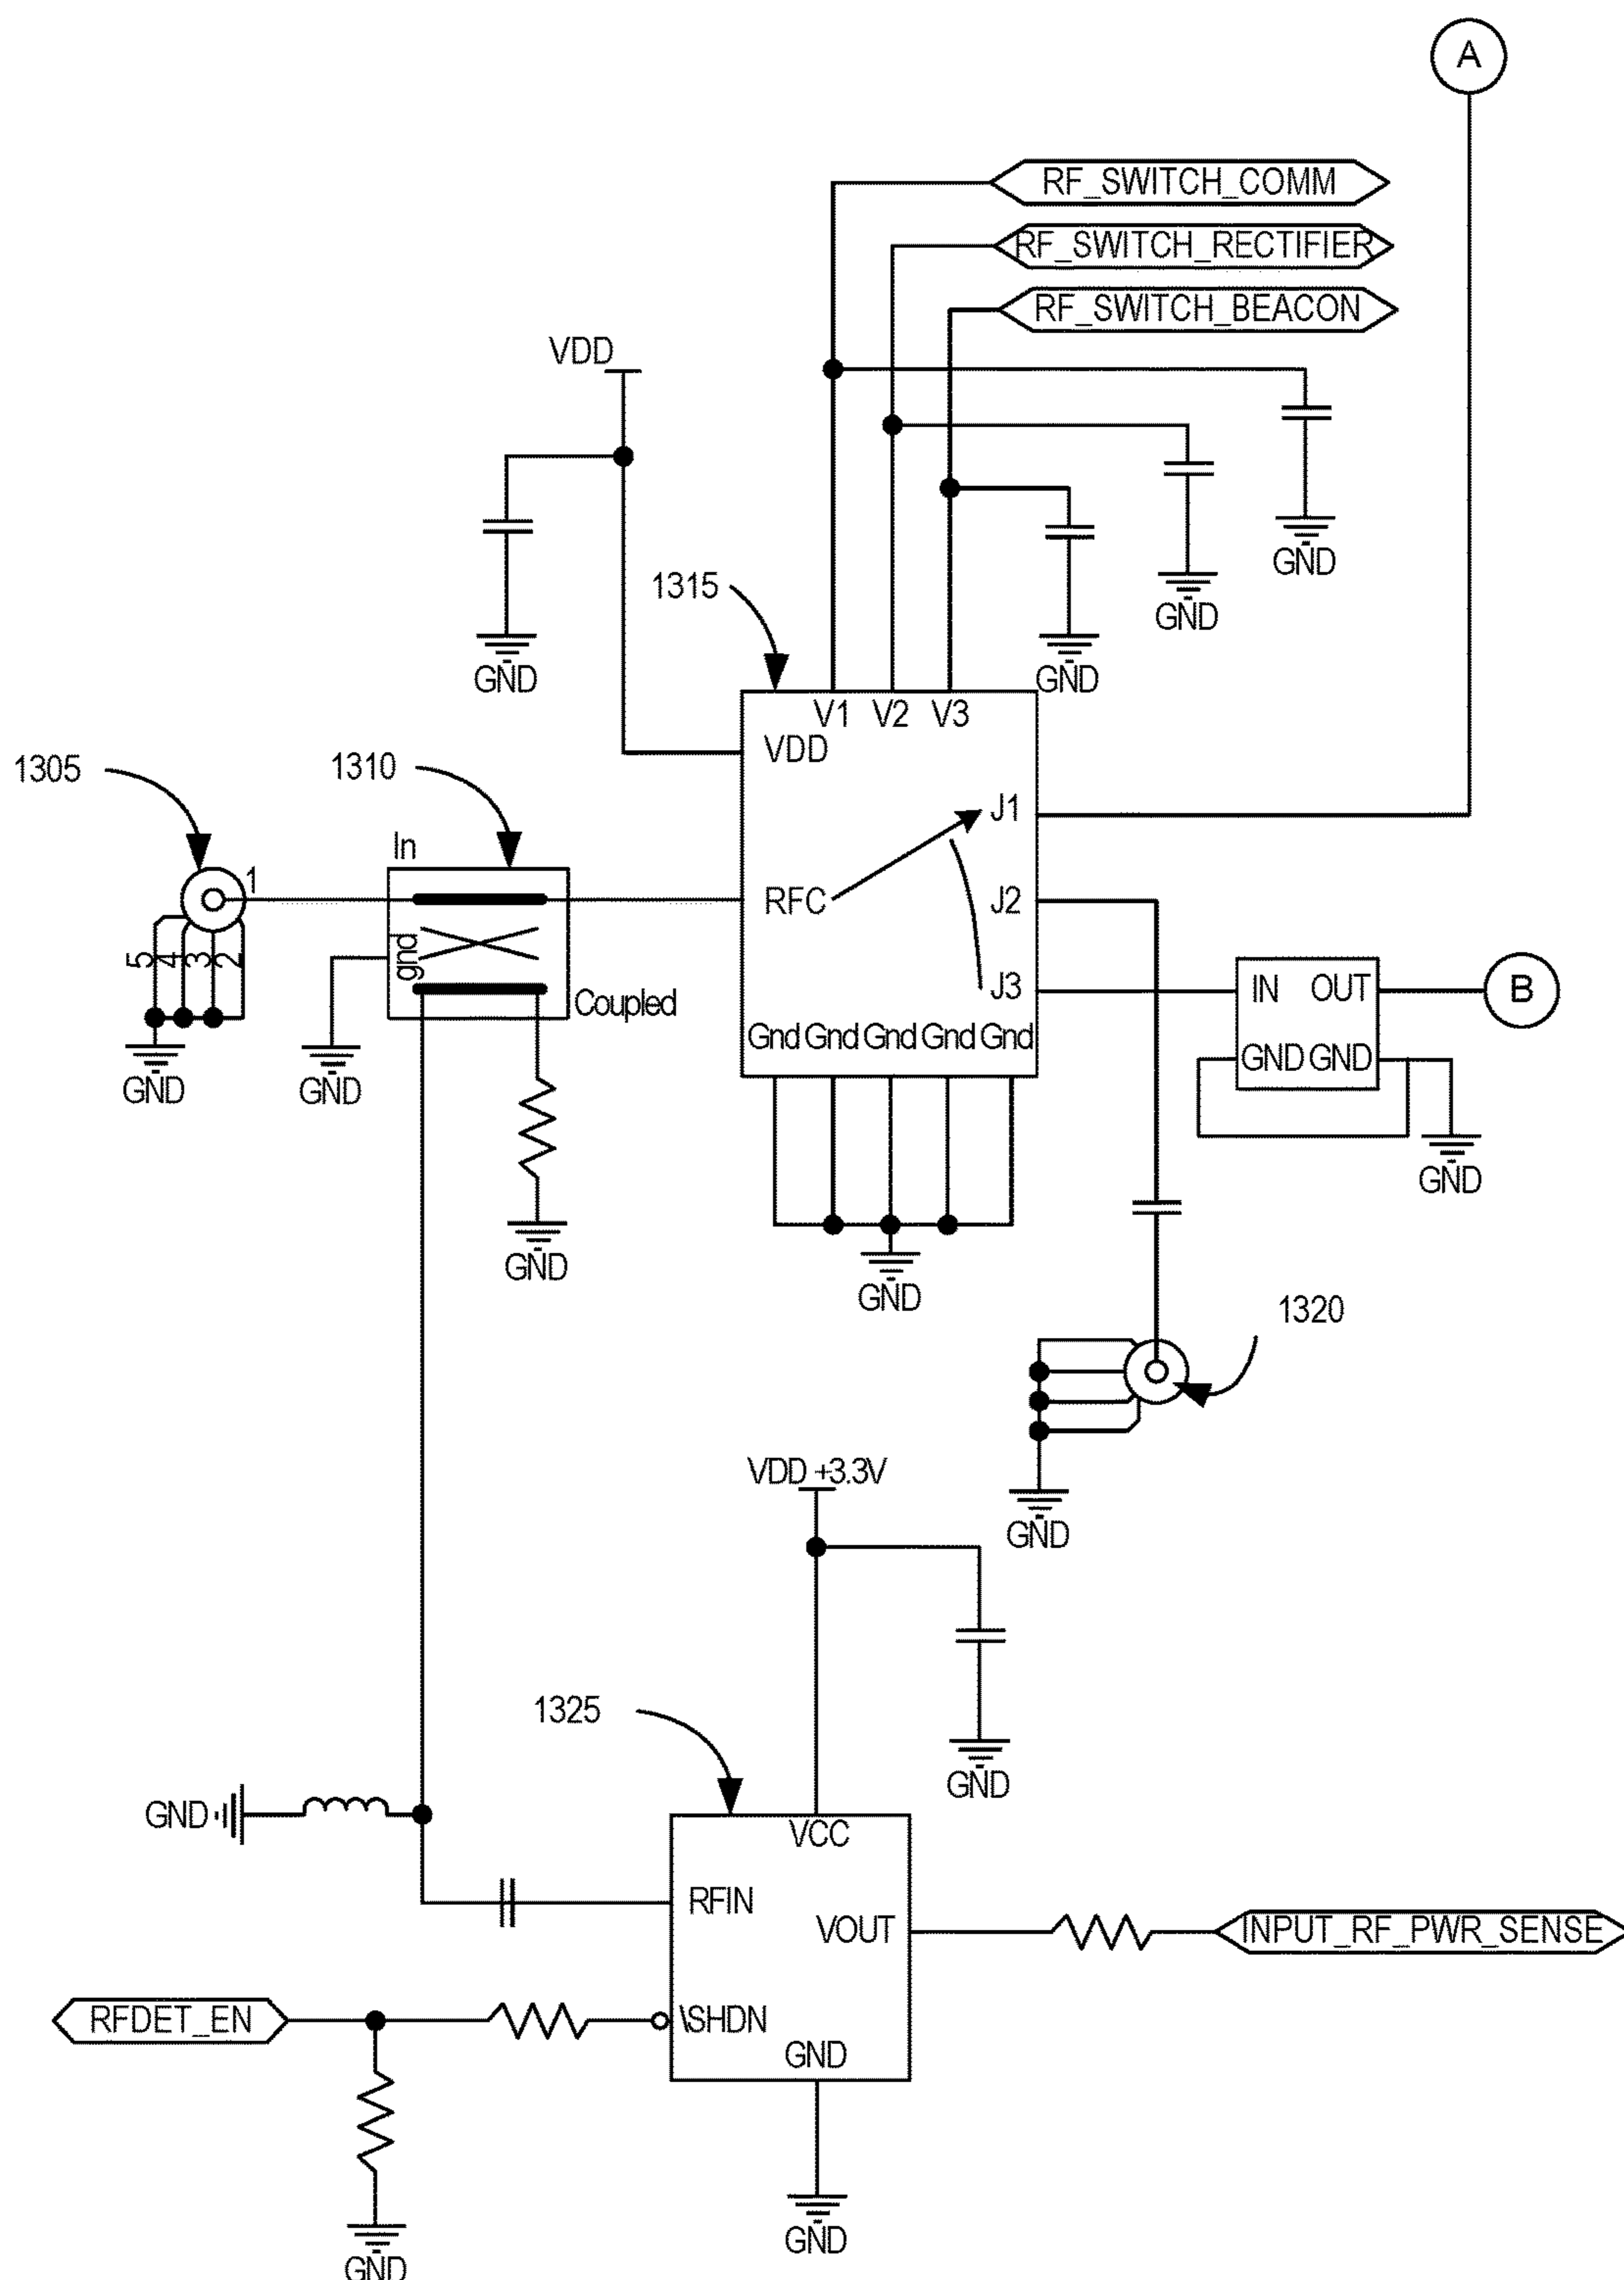 A
RF_SWITCH_COMM
RF_SWITCH_RECTIFIER
RF_SWITCH_BEACON
VDD
GND
GND
GND
GND
1315
V1 V2 V3
VDD
1305
1310
In
1
J1
RFC
J2
5 4 3 2
gnd
Coupled
J3
IN OUT
B
Gnd Gnd Gnd Gnd Gnd
GND GND
GND
GND
GND
GND
GND
1320
VDD +3.3V
GND
1325
GND
GND
VCC
RFIN
VOUT
INPUT_RF_PWR_SENSE
RFDET_EN
\SHDN
GND
GND
GND